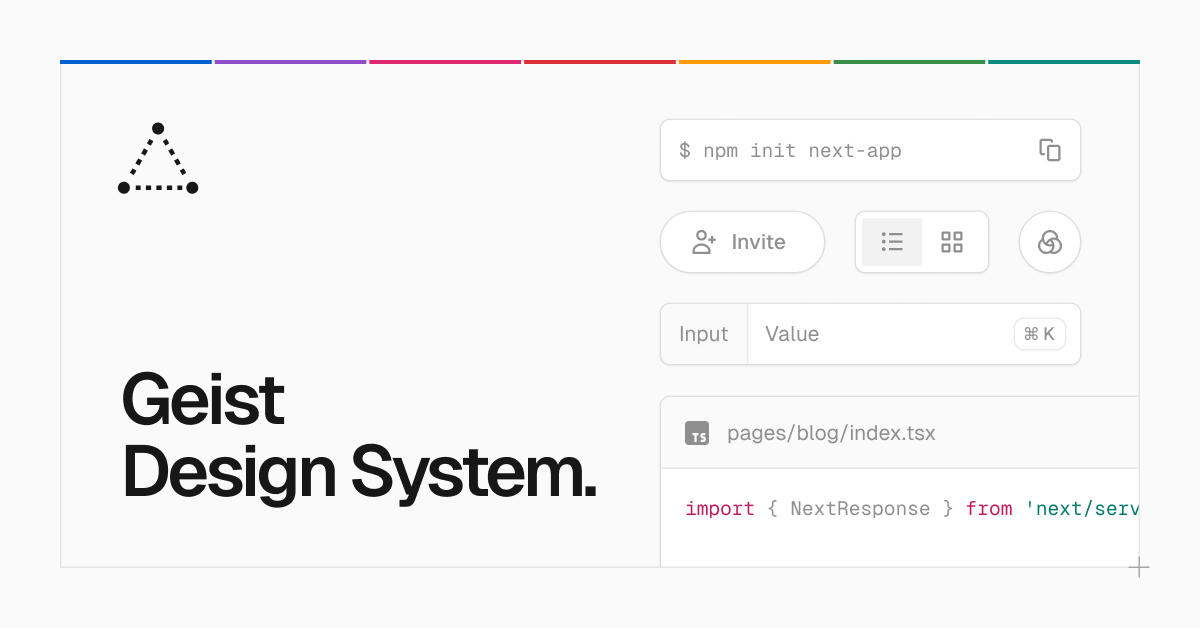 $ npm init next-app
Invite
Input Value ⌘ K
Geist
Design System.
TS pages/blog/index.tsx
import { NextResponse } from 'next/serv